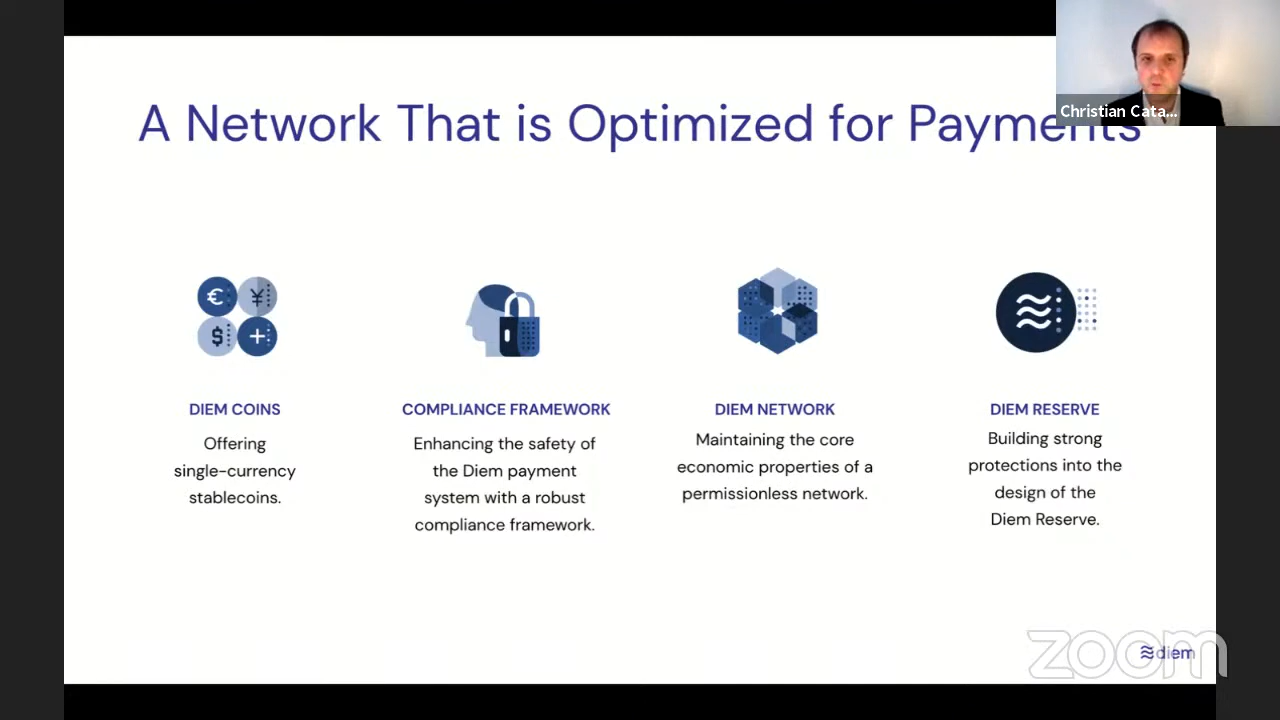 A Network That is Optimized for Payments
Christian Cata...
€ ¥
$ +
DIEM COINS
Offering
single-currency
stablecoins.
COMPLIANCE FRAMEWORK
Enhancing the safety of
the Diem payment
system with a robust
compliance framework.
DIEM NETWORK
Maintaining the core
economic properties of a
permissionless network.
DIEM RESERVE
Building strong
protections into the
design of the
Diem Reserve.
zoom
diem